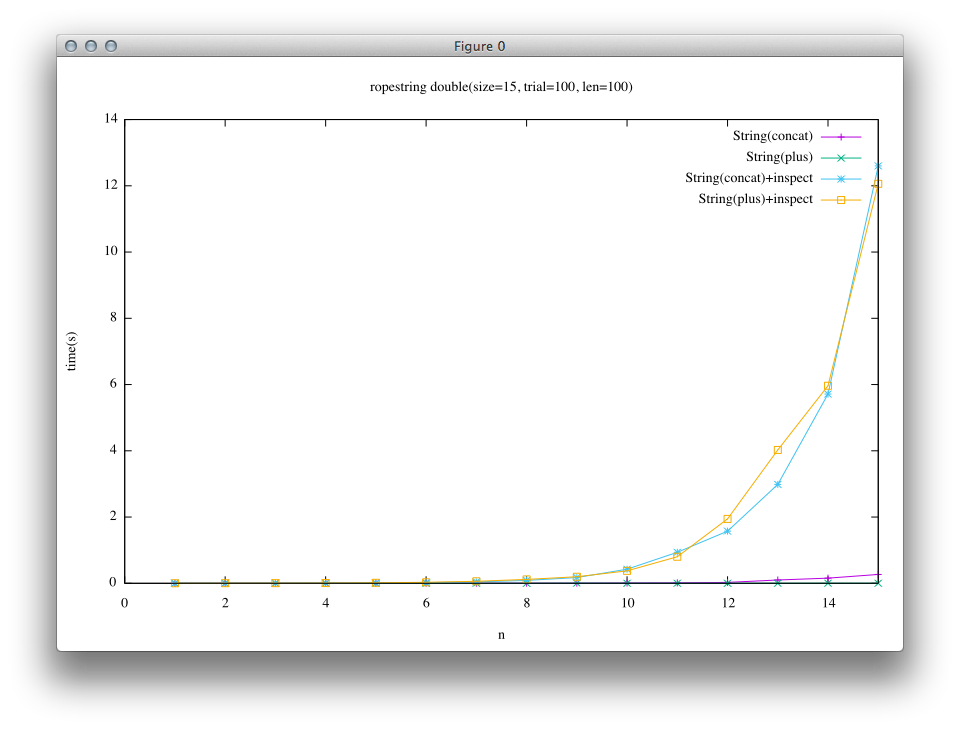 Figure 0
ropestring double(size=15, trial=100, len=100)
String(concat)
String(plus)
String(concat)+inspect
String(plus)+inspect
14
12
10
8
6
4
2
0
time(s)
0 2 4 6 8 10 12 14
n